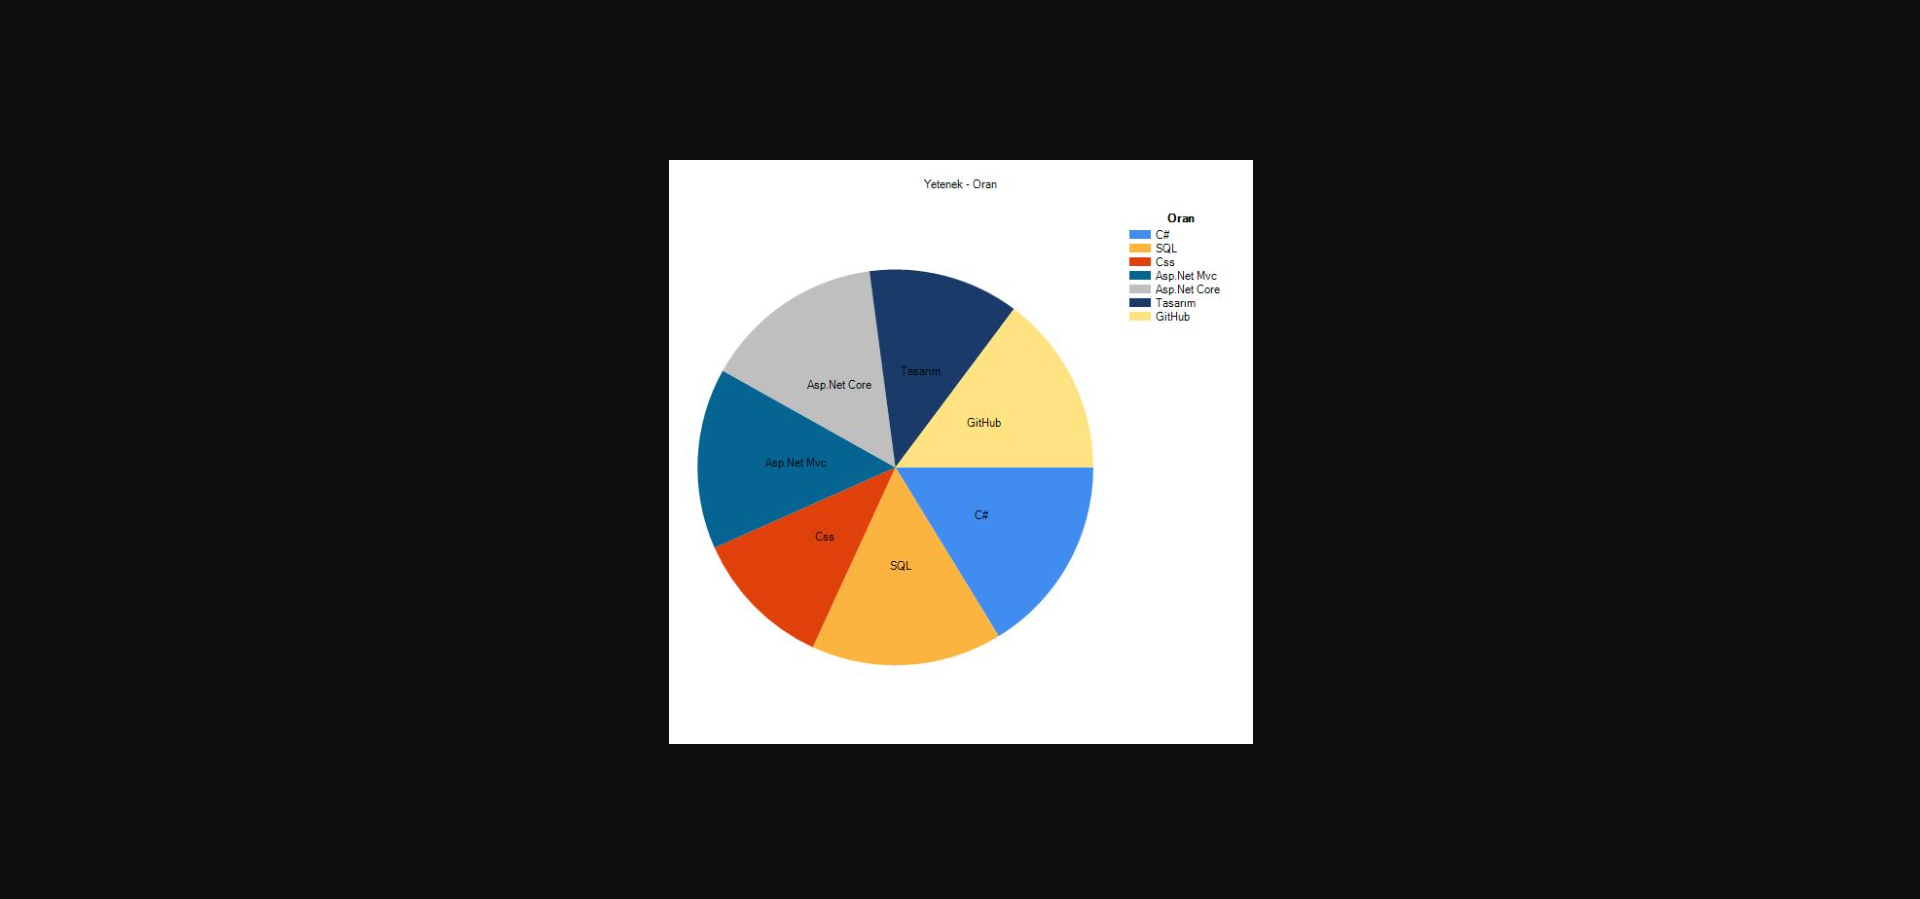 Yetenek - Oran
Oran
C#
SQL
Css
Asp.Net Mvc
Asp.Net Core
Tasarım
GitHub
Tasarım
Asp.Net Core
GitHub
Asp.Net Mvc
C#
Css
SQL